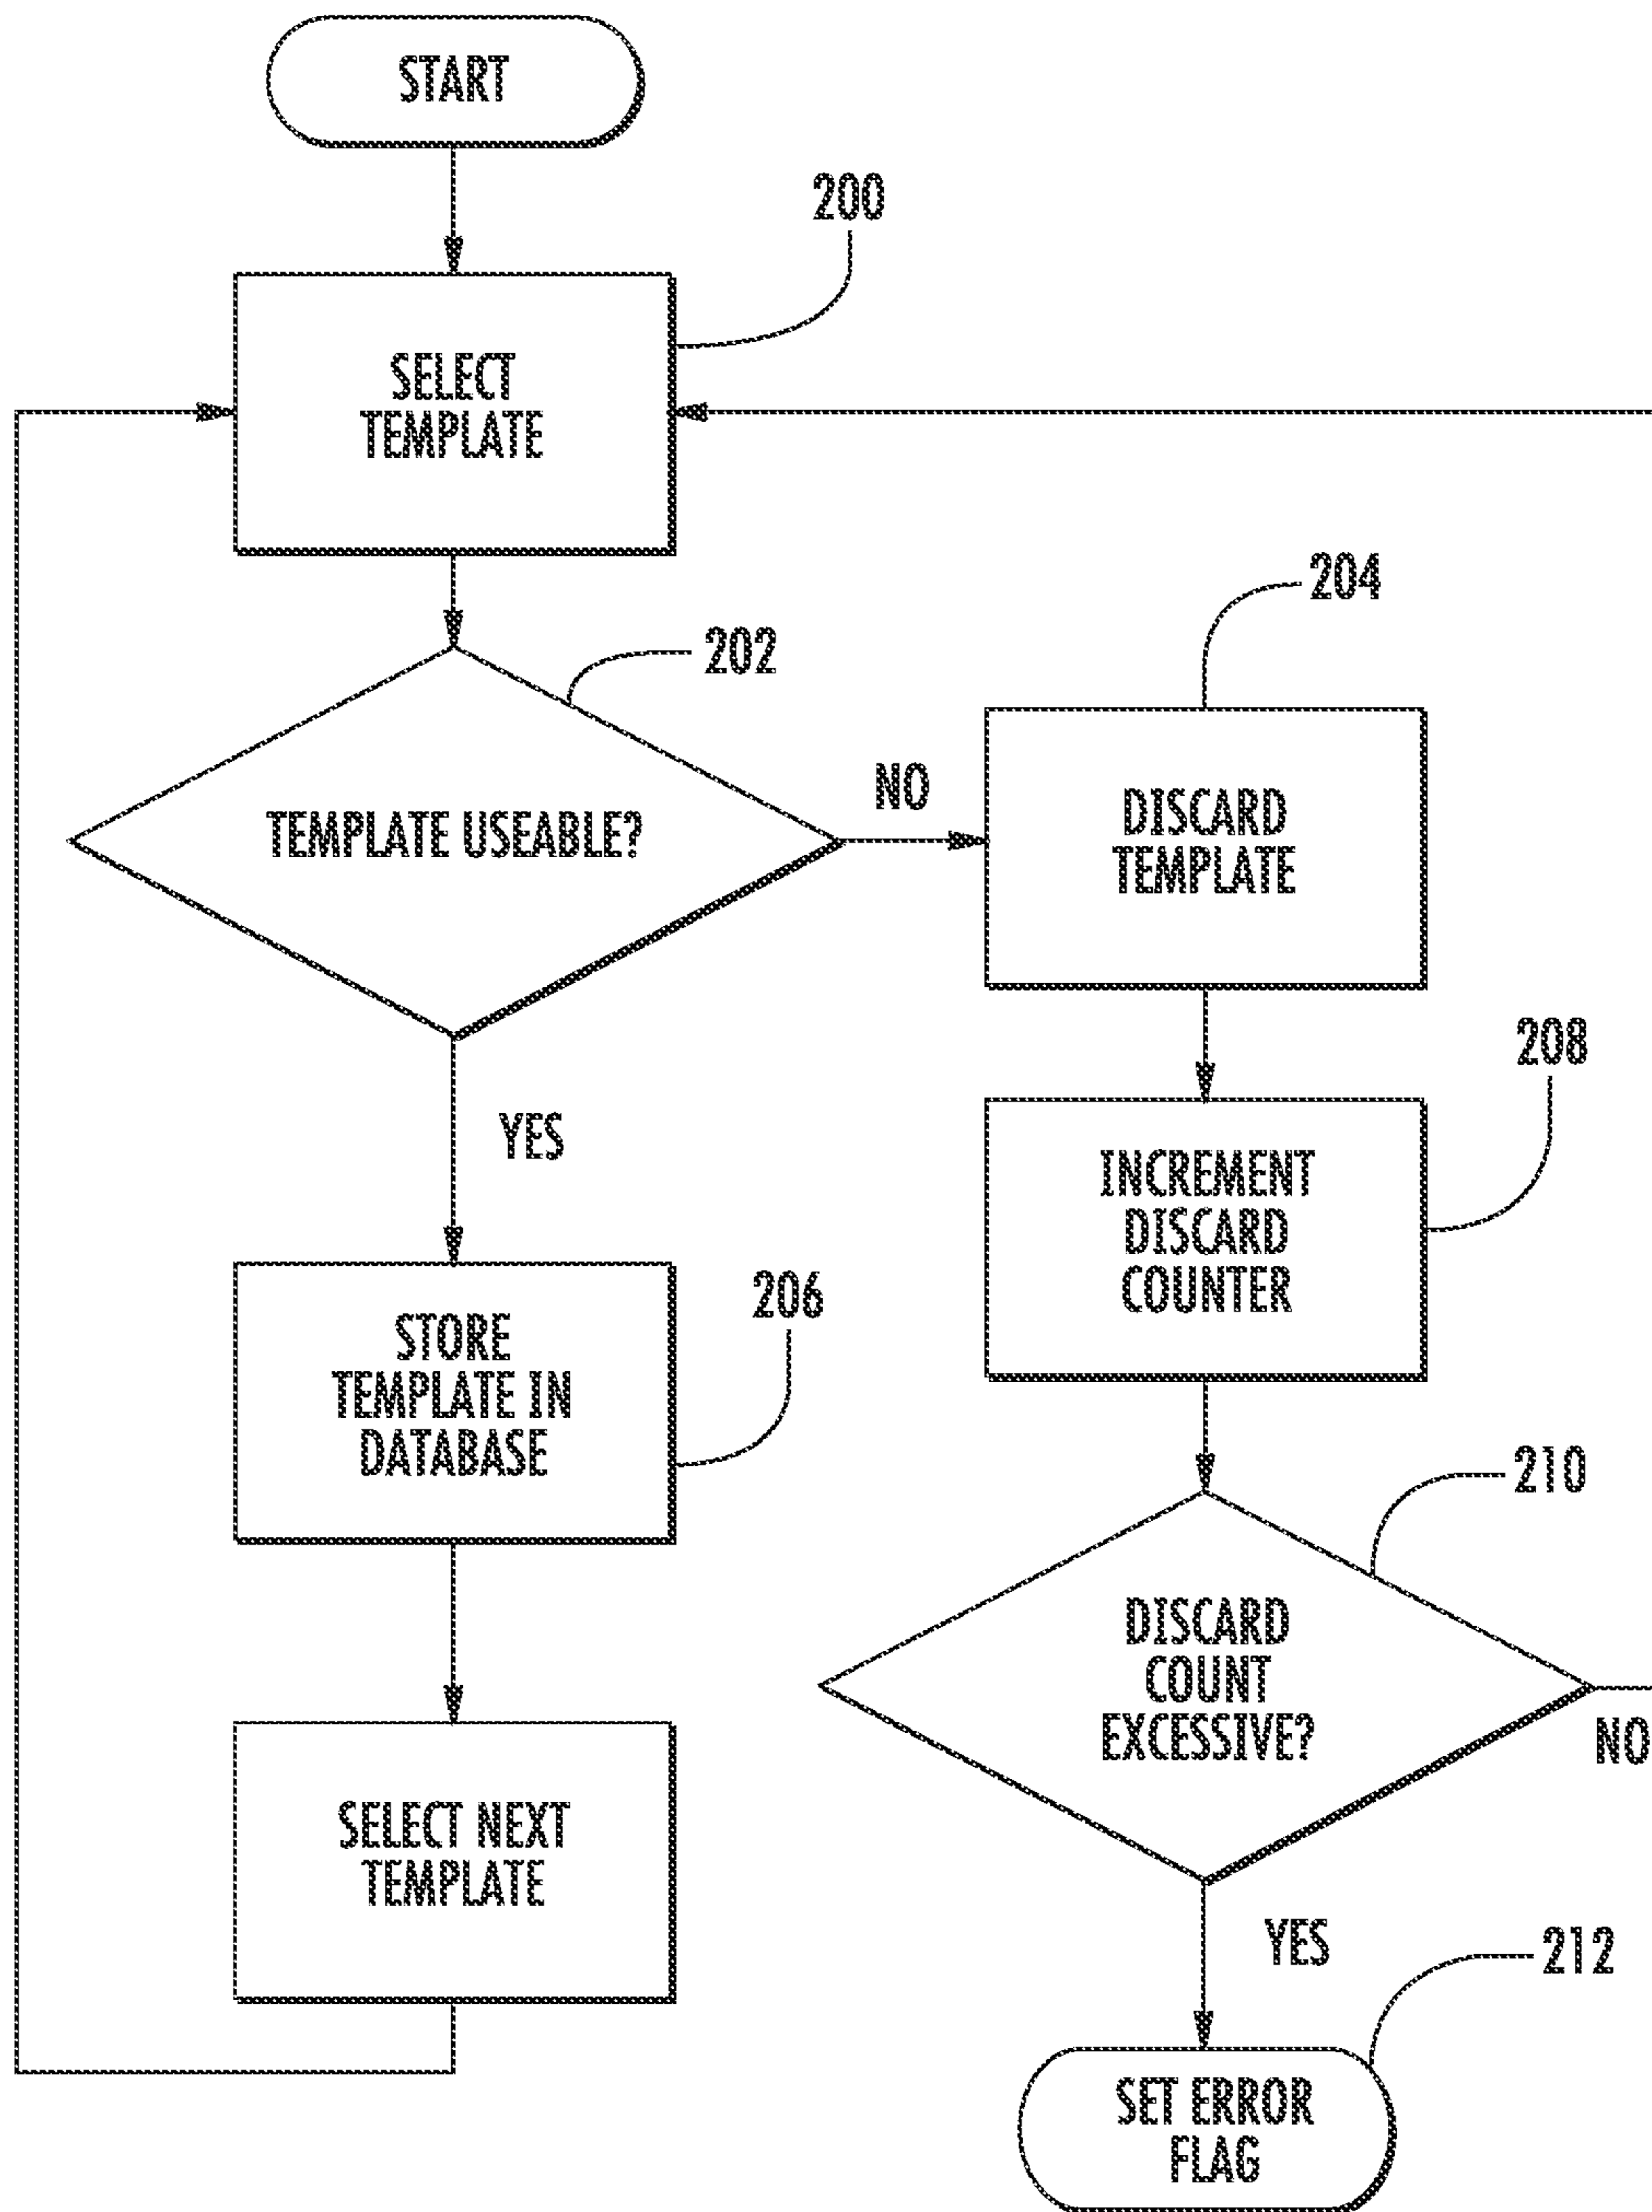 START
200
SELECT
TEMPLATE
204
202
TEMPLATE USEABLE?
NO
DISCARD
TEMPLATE
208
YES
INCREMENT
DISCARD
COUNTER
206
STORE
TEMPLATE IN
DATABASE
210
DISCARD
COUNT
EXCESSIVE?
NO
SELECT NEXT
TEMPLATE
YES
212
SET ERROR
FLAG